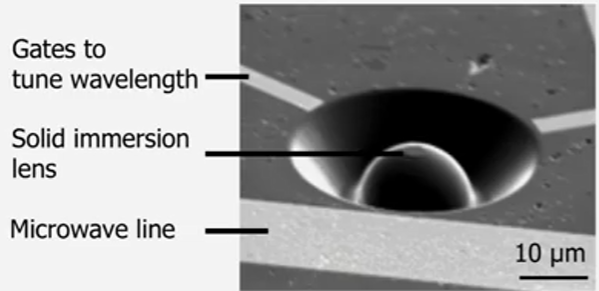 Gates to
tune wavelength
Solid immersion
lens
Microwave line
10 μm